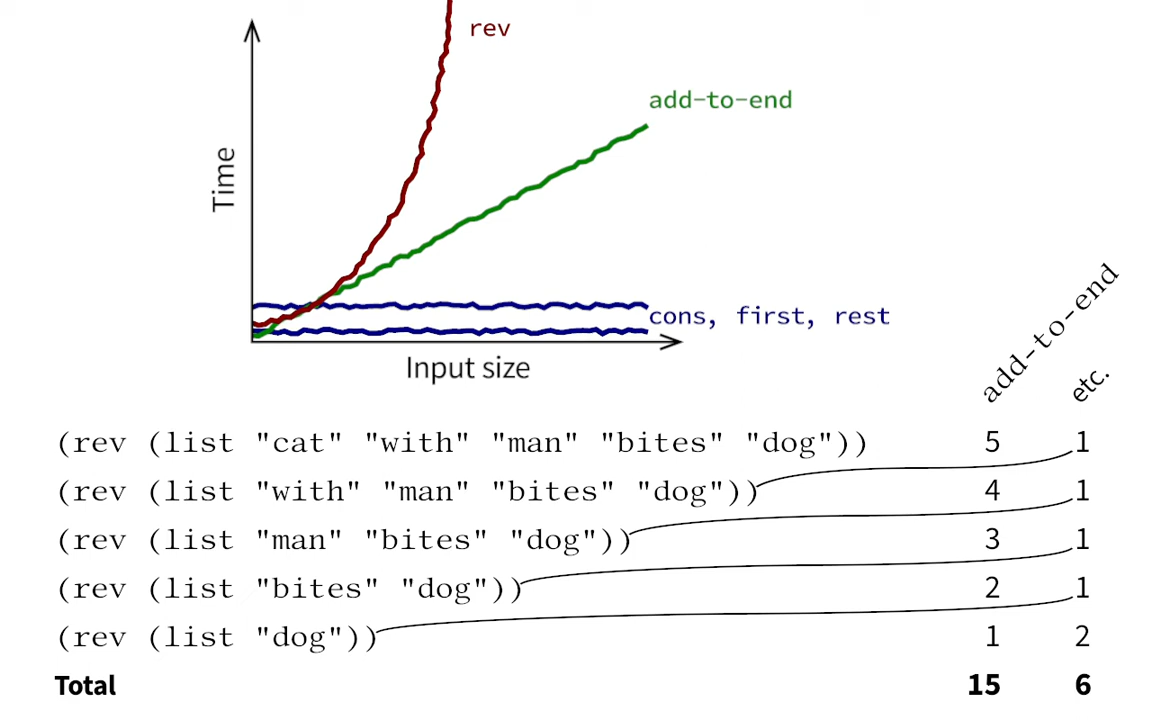 rev
add-to-end
Time
cons, first, rest
Input size
add-to-end
etc.
(rev (list "cat" "with" "man" "bites" "dog")) 5 1
(rev (list "with" "man" "bites" "dog")) 4 1
(rev (list "man" "bites" "dog")) 3 1
(rev (list "bites" "dog")) 2 1
(rev (list "dog")) 1 2
Total 15 6